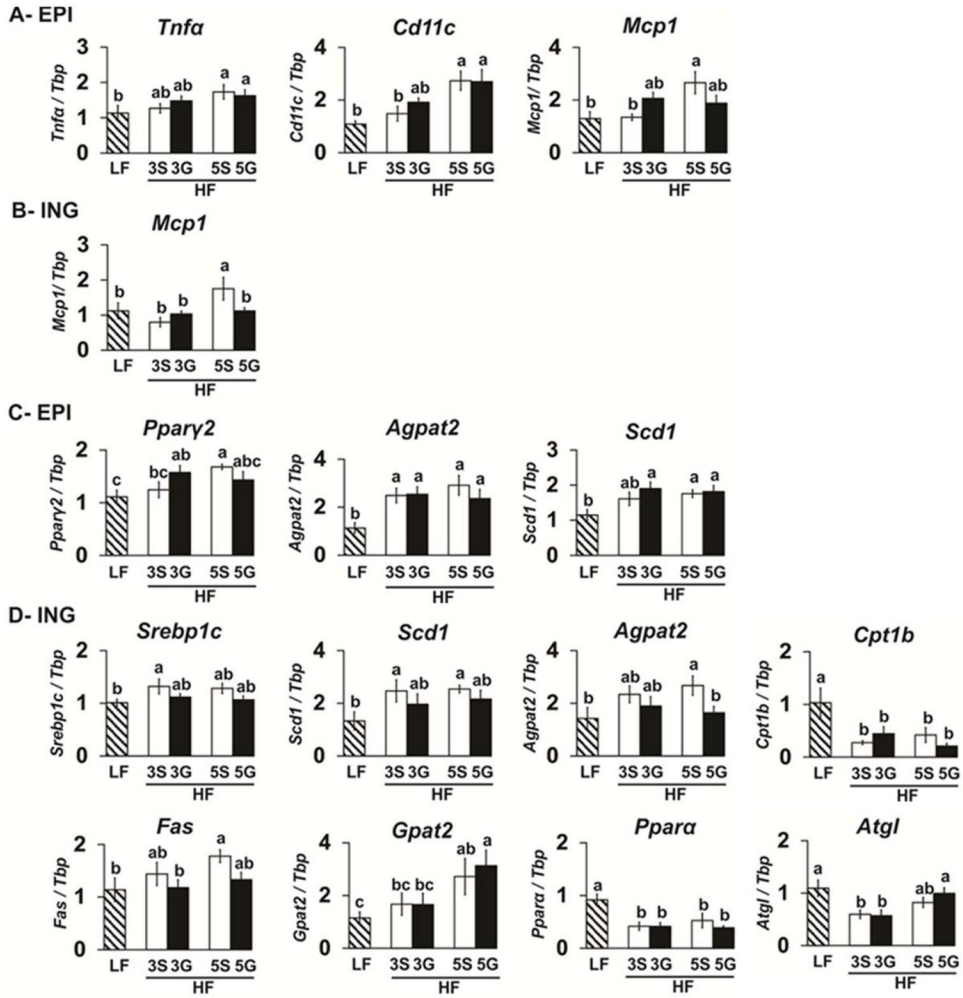 A- EPI
Tnfα Cd11c Mcp1
Tnfα / Tbp
3
2
1
0
b ab ab a a
LF 3S 3G 5S 5G
HF
Cd11c / Tbp
4
2
0
b b ab a a
LF 3S 3G 5S 5G
HF
Mcp1/ Tbp
4
2
0
b b ab a ab
LF 3S 3G 5S 5G
HF
B- ING
Mcp1
Mcp1/ Tbp
3
2
1
0
b b b a b
LF 3S 3G 5S 5G
HF
C- EPI
Pparγ2 Agpat2 Scd1
Pparγ2 / Tbp
2
1
0
c bc ab a abc
LF 3S 3G 5S 5G
HF
Agpat2 / Tbp
4
2
0
b a a a a
LF 3S 3G 5S 5G
HF
Scd1 / Tbp
3
2
1
0
b ab a a a
LF 3S 3G 5S 5G
HF
D- ING
Srebp1c Scd1 Agpat2 Cpt1b
Srebp1c / Tbp
2
1
0
b a ab ab ab
LF 3S 3G 5S 5G
HF
Scd1 / Tbp
4
2
0
b a ab a ab
LF 3S 3G 5S 5G
HF
Agpat2 / Tbp
4
2
0
b ab ab a b
LF 3S 3G 5S 5G
HF
Cpt1b / Tbp
2
1
0
a b b b b
LF 3S 3G 5S 5G
HF
Fas Gpat2 Pparα Atgl
Fas / Tbp
2
1
0
b ab b a ab
LF 3S 3G 5S 5G
HF
Gpat2 / Tbp
4
2
0
c bc bc ab a
LF 3S 3G 5S 5G
HF
Pparα / Tbp
2
1
0
a b b b b
LF 3S 3G 5S 5G
HF
Atgl / Tbp
2
1
0
a b b ab a
LF 3S 3G 5S 5G
HF